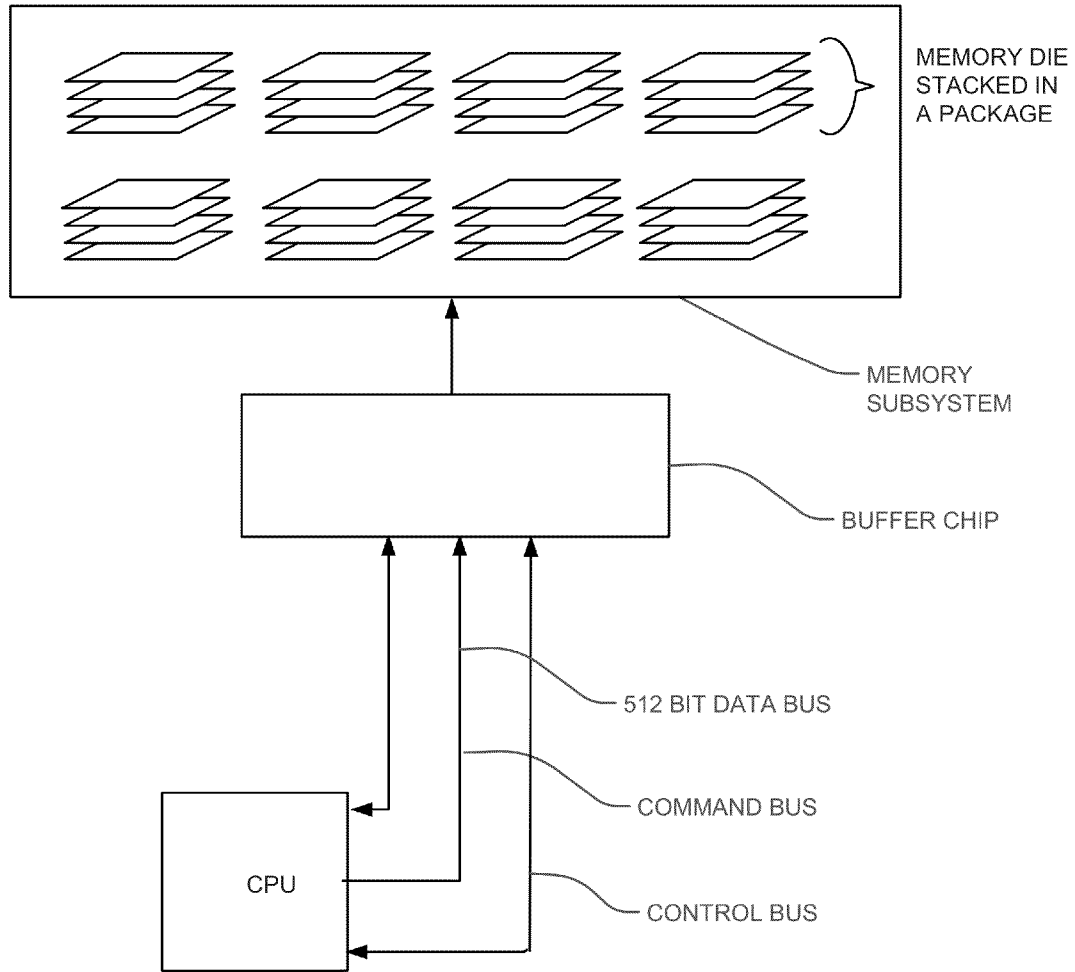 MEMORY DIE
STACKED IN
A PACKAGE
MEMORY
SUBSYSTEM
BUFFER CHIP
512 BIT DATA BUS
COMMAND BUS
CPU
CONTROL BUS